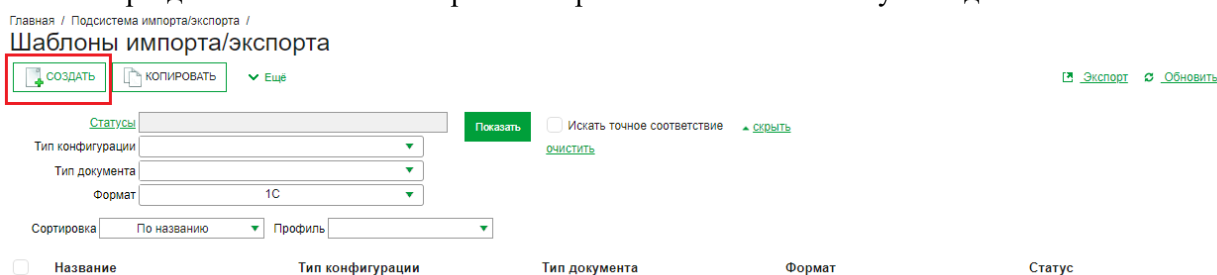 Главная / Подсистема импорта/экспорта /
Шаблоны импорта/экспорта
СОЗДАТЬ КОПИРОВАТЬ Ещё Экспорт Обновить
Статусы Показать Искать точное соответствие скрыть
Тип конфигурации очистить
Тип документа
Формат 1С
Сортировка По названию Профиль
Название Тип конфигурации Тип документа Формат Статус